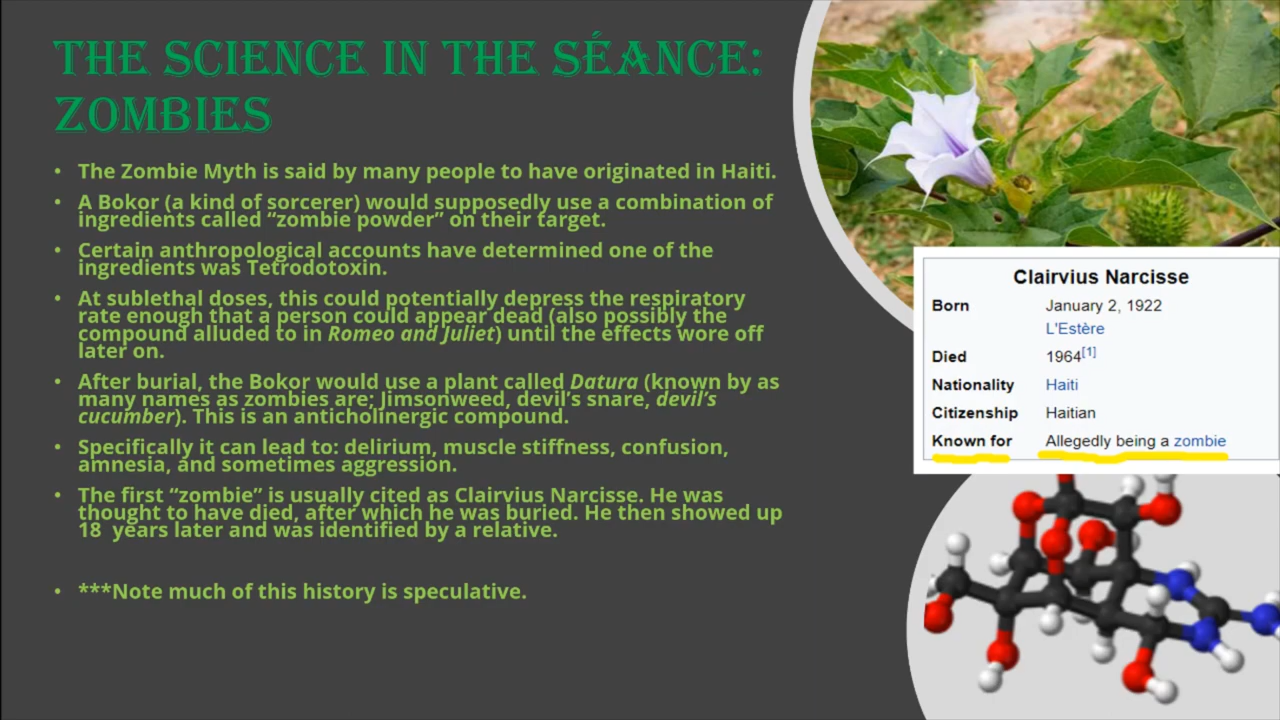 THE SCIENCE IN THE SÉANCE:
ZOMBIES
• The Zombie Myth is said by many people to have originated in Haiti.
• A Bokor (a kind of sorcerer) would supposedly use a combination of
ingredients called “zombie powder” on their target.
• Certain anthropological accounts have determined one of the
ingredients was Tetrodotoxin.
• At sublethal doses, this could potentially depress the respiratory
rate enough that a person could appear dead (also possibly the
compound alluded to in Romeo and Juliet) until the effects wore off
later on.
• After burial, the Bokor would use a plant called Datura (known by as
many names as zombies are; Jimsonweed, devil’s snare, devil’s
cucumber). This is an anticholinergic compound.
• Specifically it can lead to: delirium, muscle stiffness, confusion,
amnesia, and sometimes aggression.
• The first “zombie” is usually cited as Clairvius Narcisse. He was
thought to have died, after which he was buried. He then showed up
18 years later and was identified by a relative.
• ***Note much of this history is speculative.
Clairvius Narcisse
Born January 2, 1922
L'Estère
Died 1964[1]
Nationality Haiti
Citizenship Haitian
Known for Allegedly being a zombie